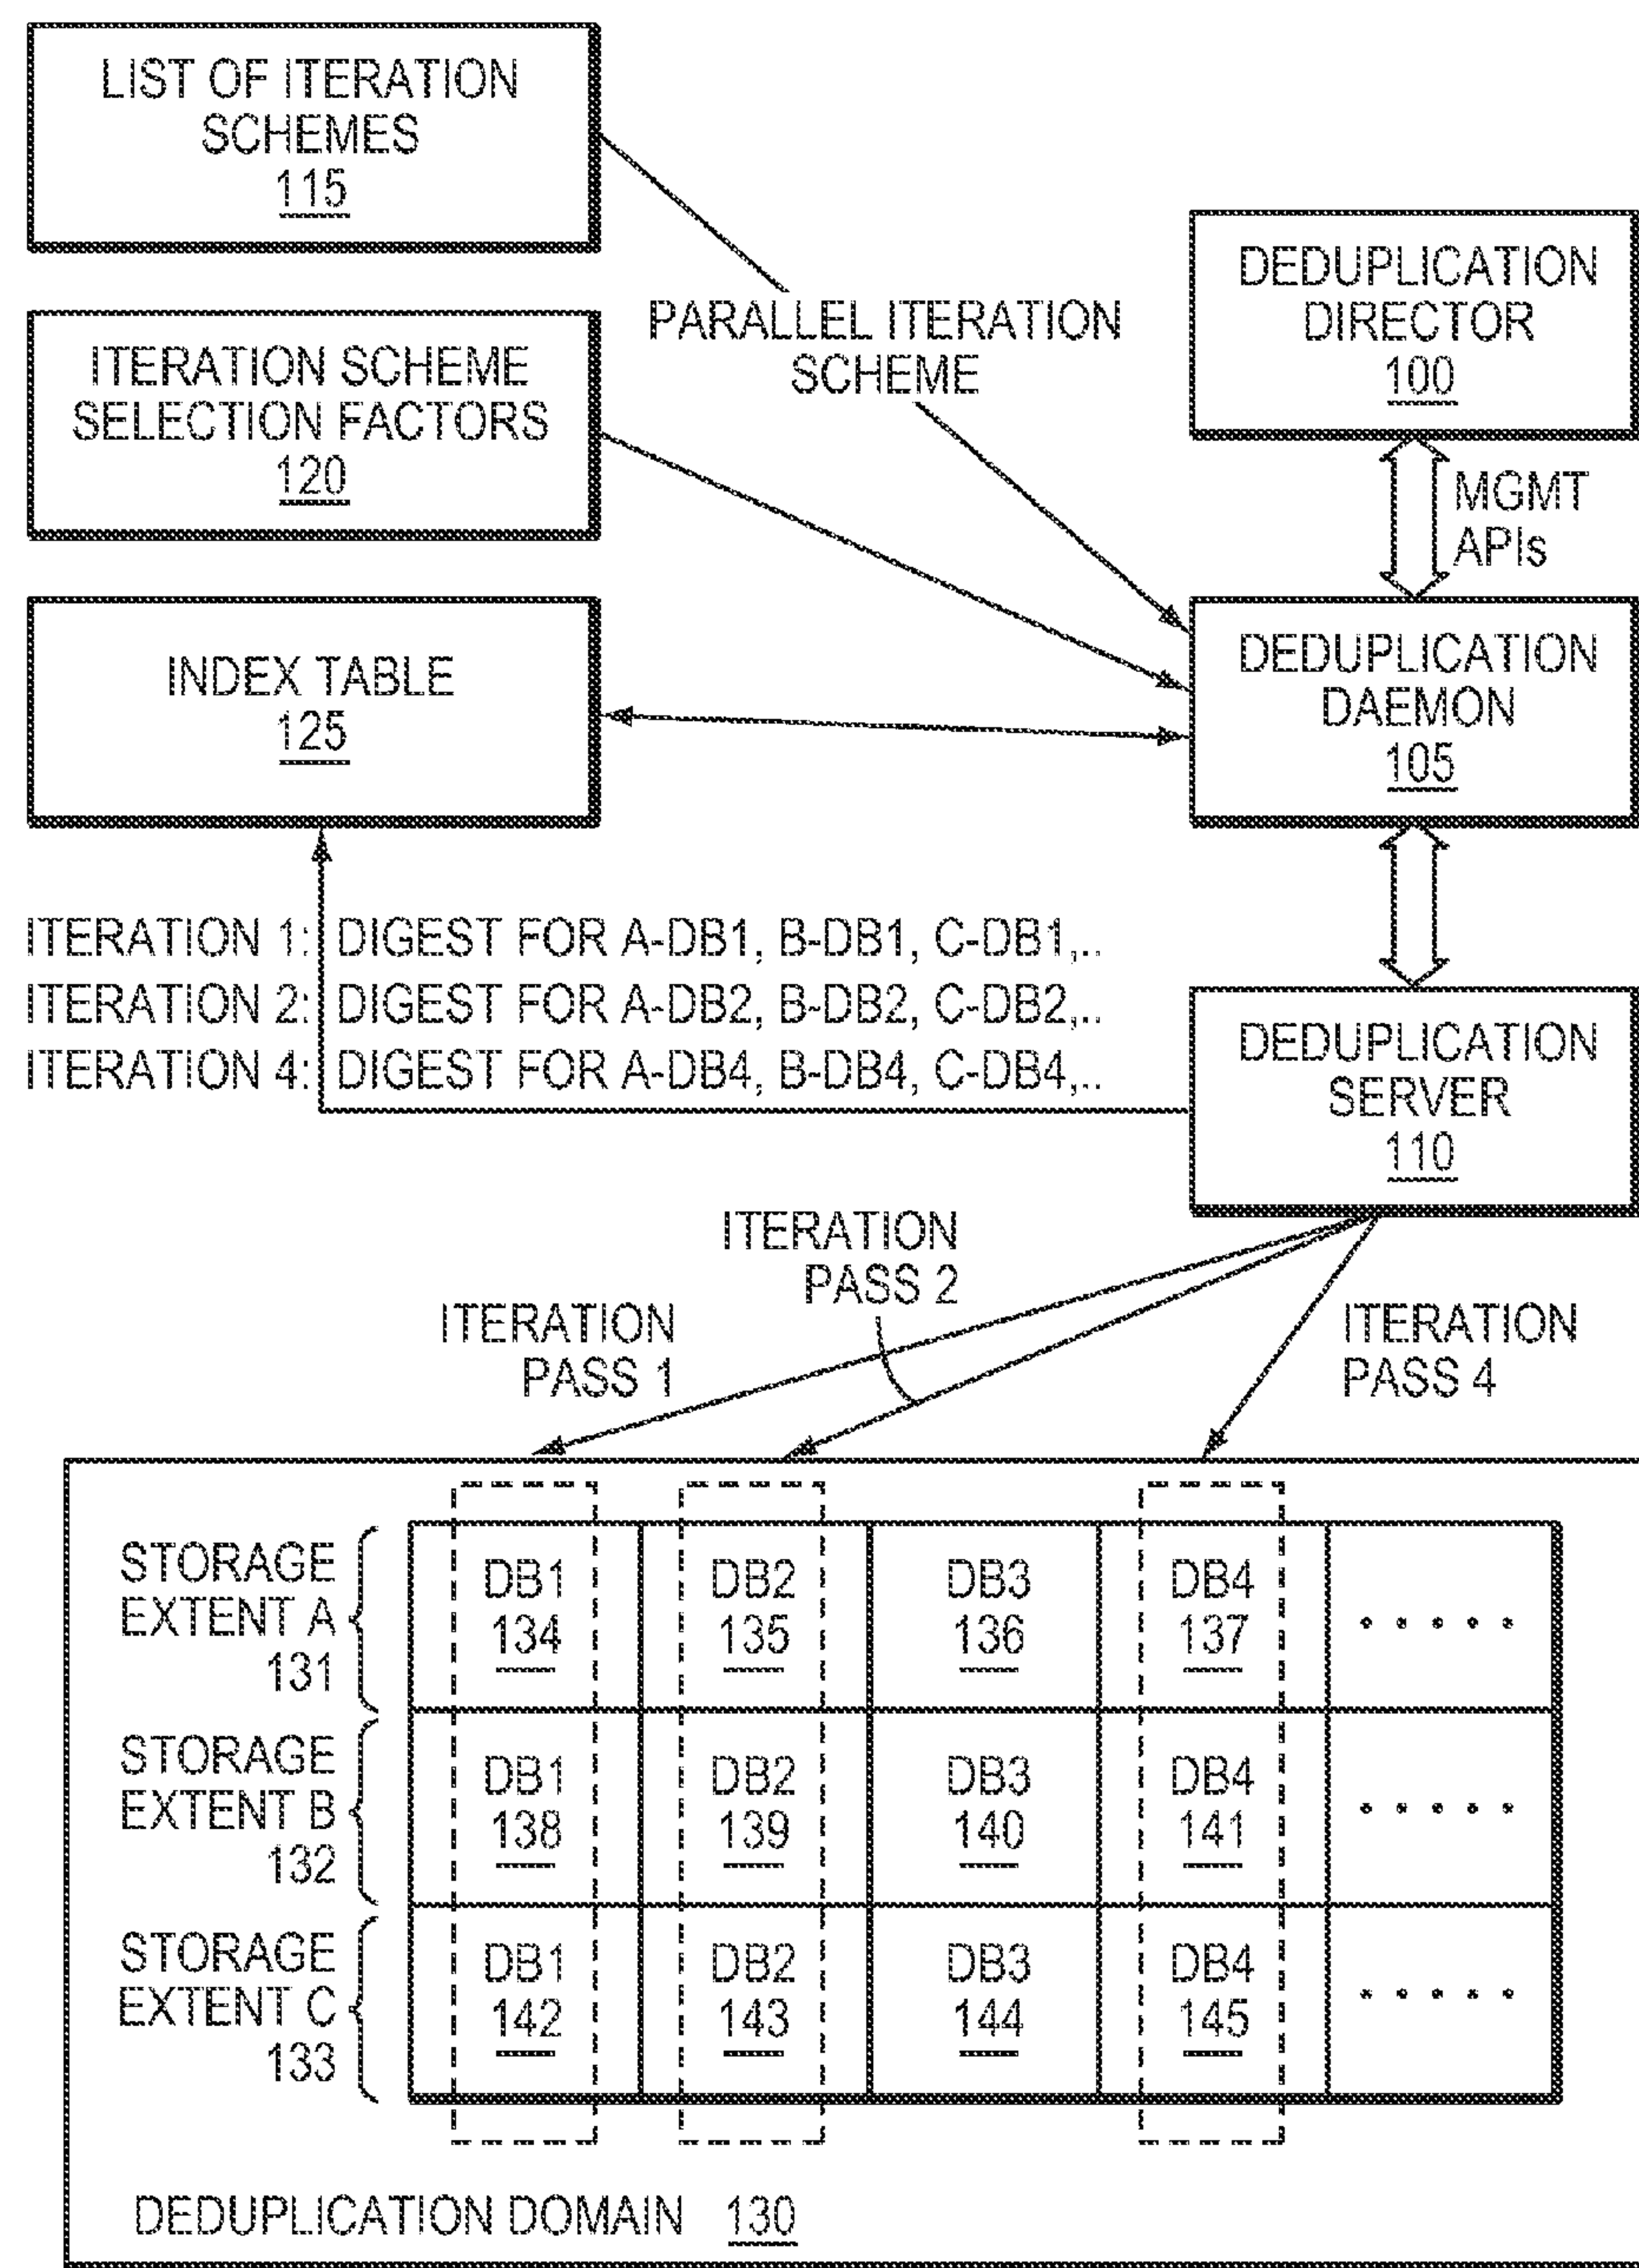 LIST OF ITERATION
SCHEMES
115
DEDUPLICATION
DIRECTOR
100
PARALLEL ITERATION
SCHEME
ITERATION SCHEME
SELECTION FACTORS
120
MGMT
APIs
INDEX TABLE
125
DEDUPLICATION
DAEMON
105
ITERATION 1: DIGEST FOR A-DB1, B-DB1, C-DB1,..
ITERATION 2: DIGEST FOR A-DB2, B-DB2, C-DB2,..
ITERATION 4: DIGEST FOR A-DB4, B-DB4, C-DB4,..
DEDUPLICATION
SERVER
110
ITERATION
PASS 2
ITERATION
PASS 1
ITERATION
PASS 4
STORAGE
EXTENT A
131
DB1 DB2 DB3 DB4 .....
134 135 136 137
STORAGE
EXTENT B
132
DB1 DB2 DB3 DB4 .....
138 139 140 141
STORAGE
EXTENT C
133
DB1 DB2 DB3 DB4 .....
142 143 144 145
DEDUPLICATION DOMAIN 130